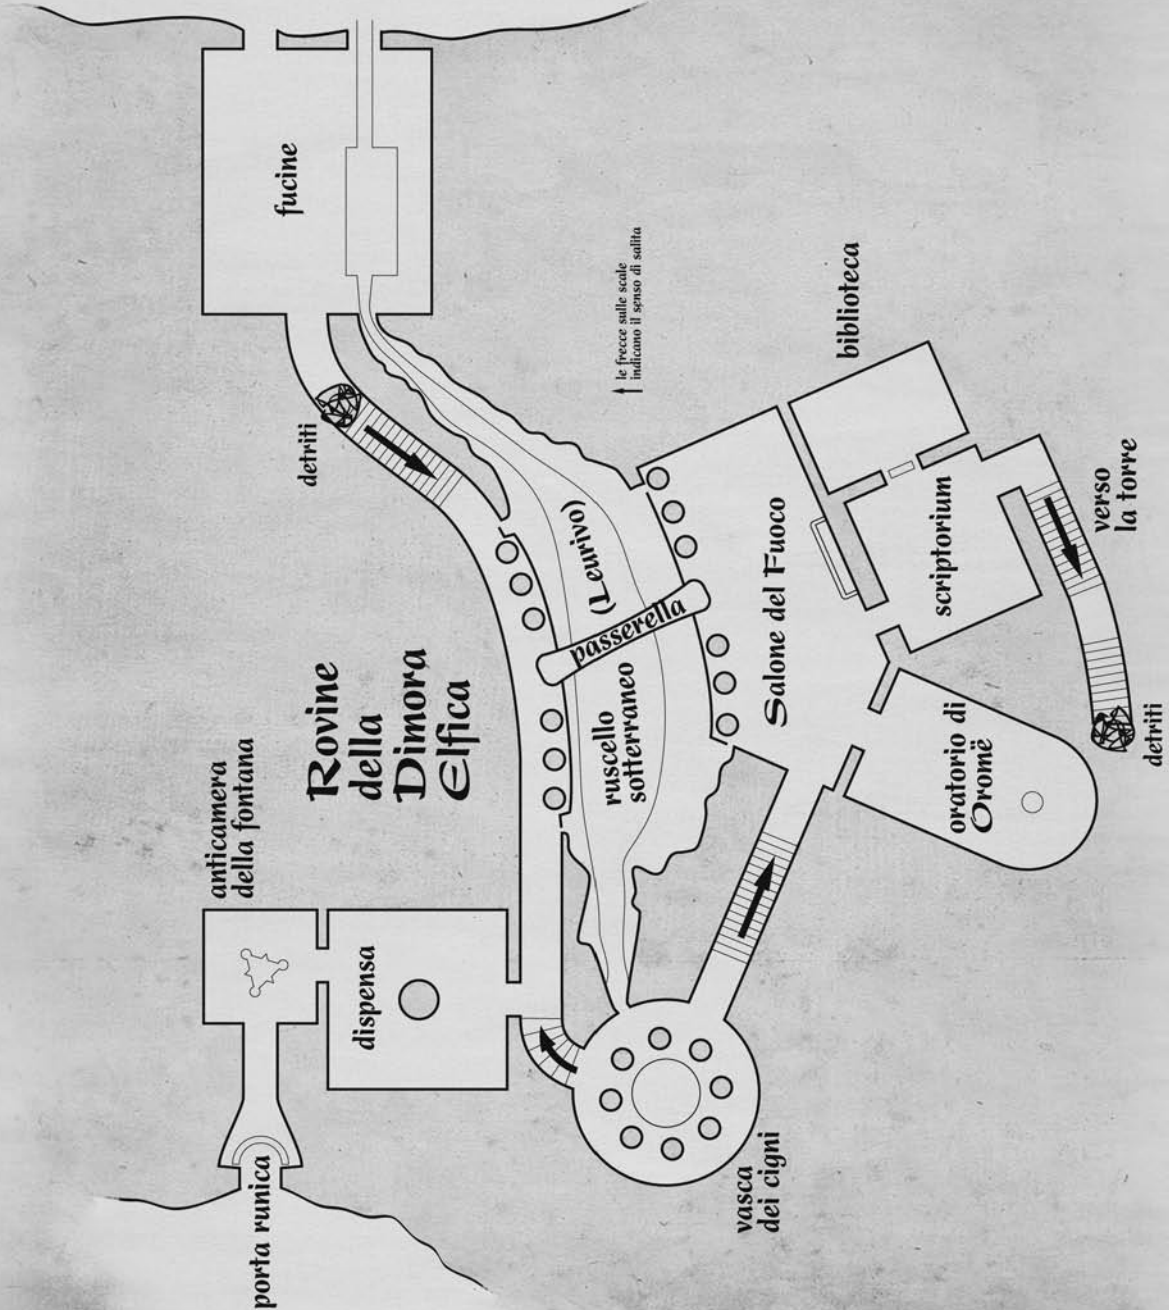 Rovine
della
Dimora
Elfica
porta runica
anticamera
della fontana
dispensa
fucine
detriti
ruscello
sotterraneo
(Lewrivo)
passerella
le frecce sulle scale
indicano il senso di salita
vasca
dei cigni
Salone del Fuoco
biblioteca
scriptorium
oratorio di
Oromë
verso
la torre
detriti